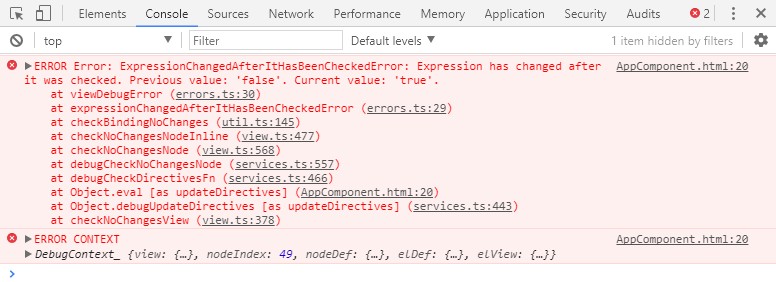 Elements Console Sources Network Performance Memory Application Security Audits 2
top Filter Default levels 1 item hidden by filters
ERROR Error: ExpressionChangedAfterItHasBeenCheckedError: Expression has changed after AppComponent.html:20
it was checked. Previous value: 'false'. Current value: 'true'.
at viewDebugError (errors.ts:30)
at expressionChangedAfterItHasBeenCheckedError (errors.ts:29)
at checkBindingNoChanges (util.ts:145)
at checkNoChangesNodeInline (view.ts:477)
at checkNoChangesNode (view.ts:568)
at debugCheckNoChangesNode (services.ts:557)
at debugCheckDirectivesFn (services.ts:466)
at Object.eval [as updateDirectives] (AppComponent.html:20)
at Object.debugUpdateDirectives [as updateDirectives] (services.ts:443)
at checkNoChangesView (view.ts:378)
ERROR CONTEXT AppComponent.html:20
DebugContext_ {view: {…}, nodeIndex: 49, nodeDef: {…}, elDef: {…}, elView: {…}}